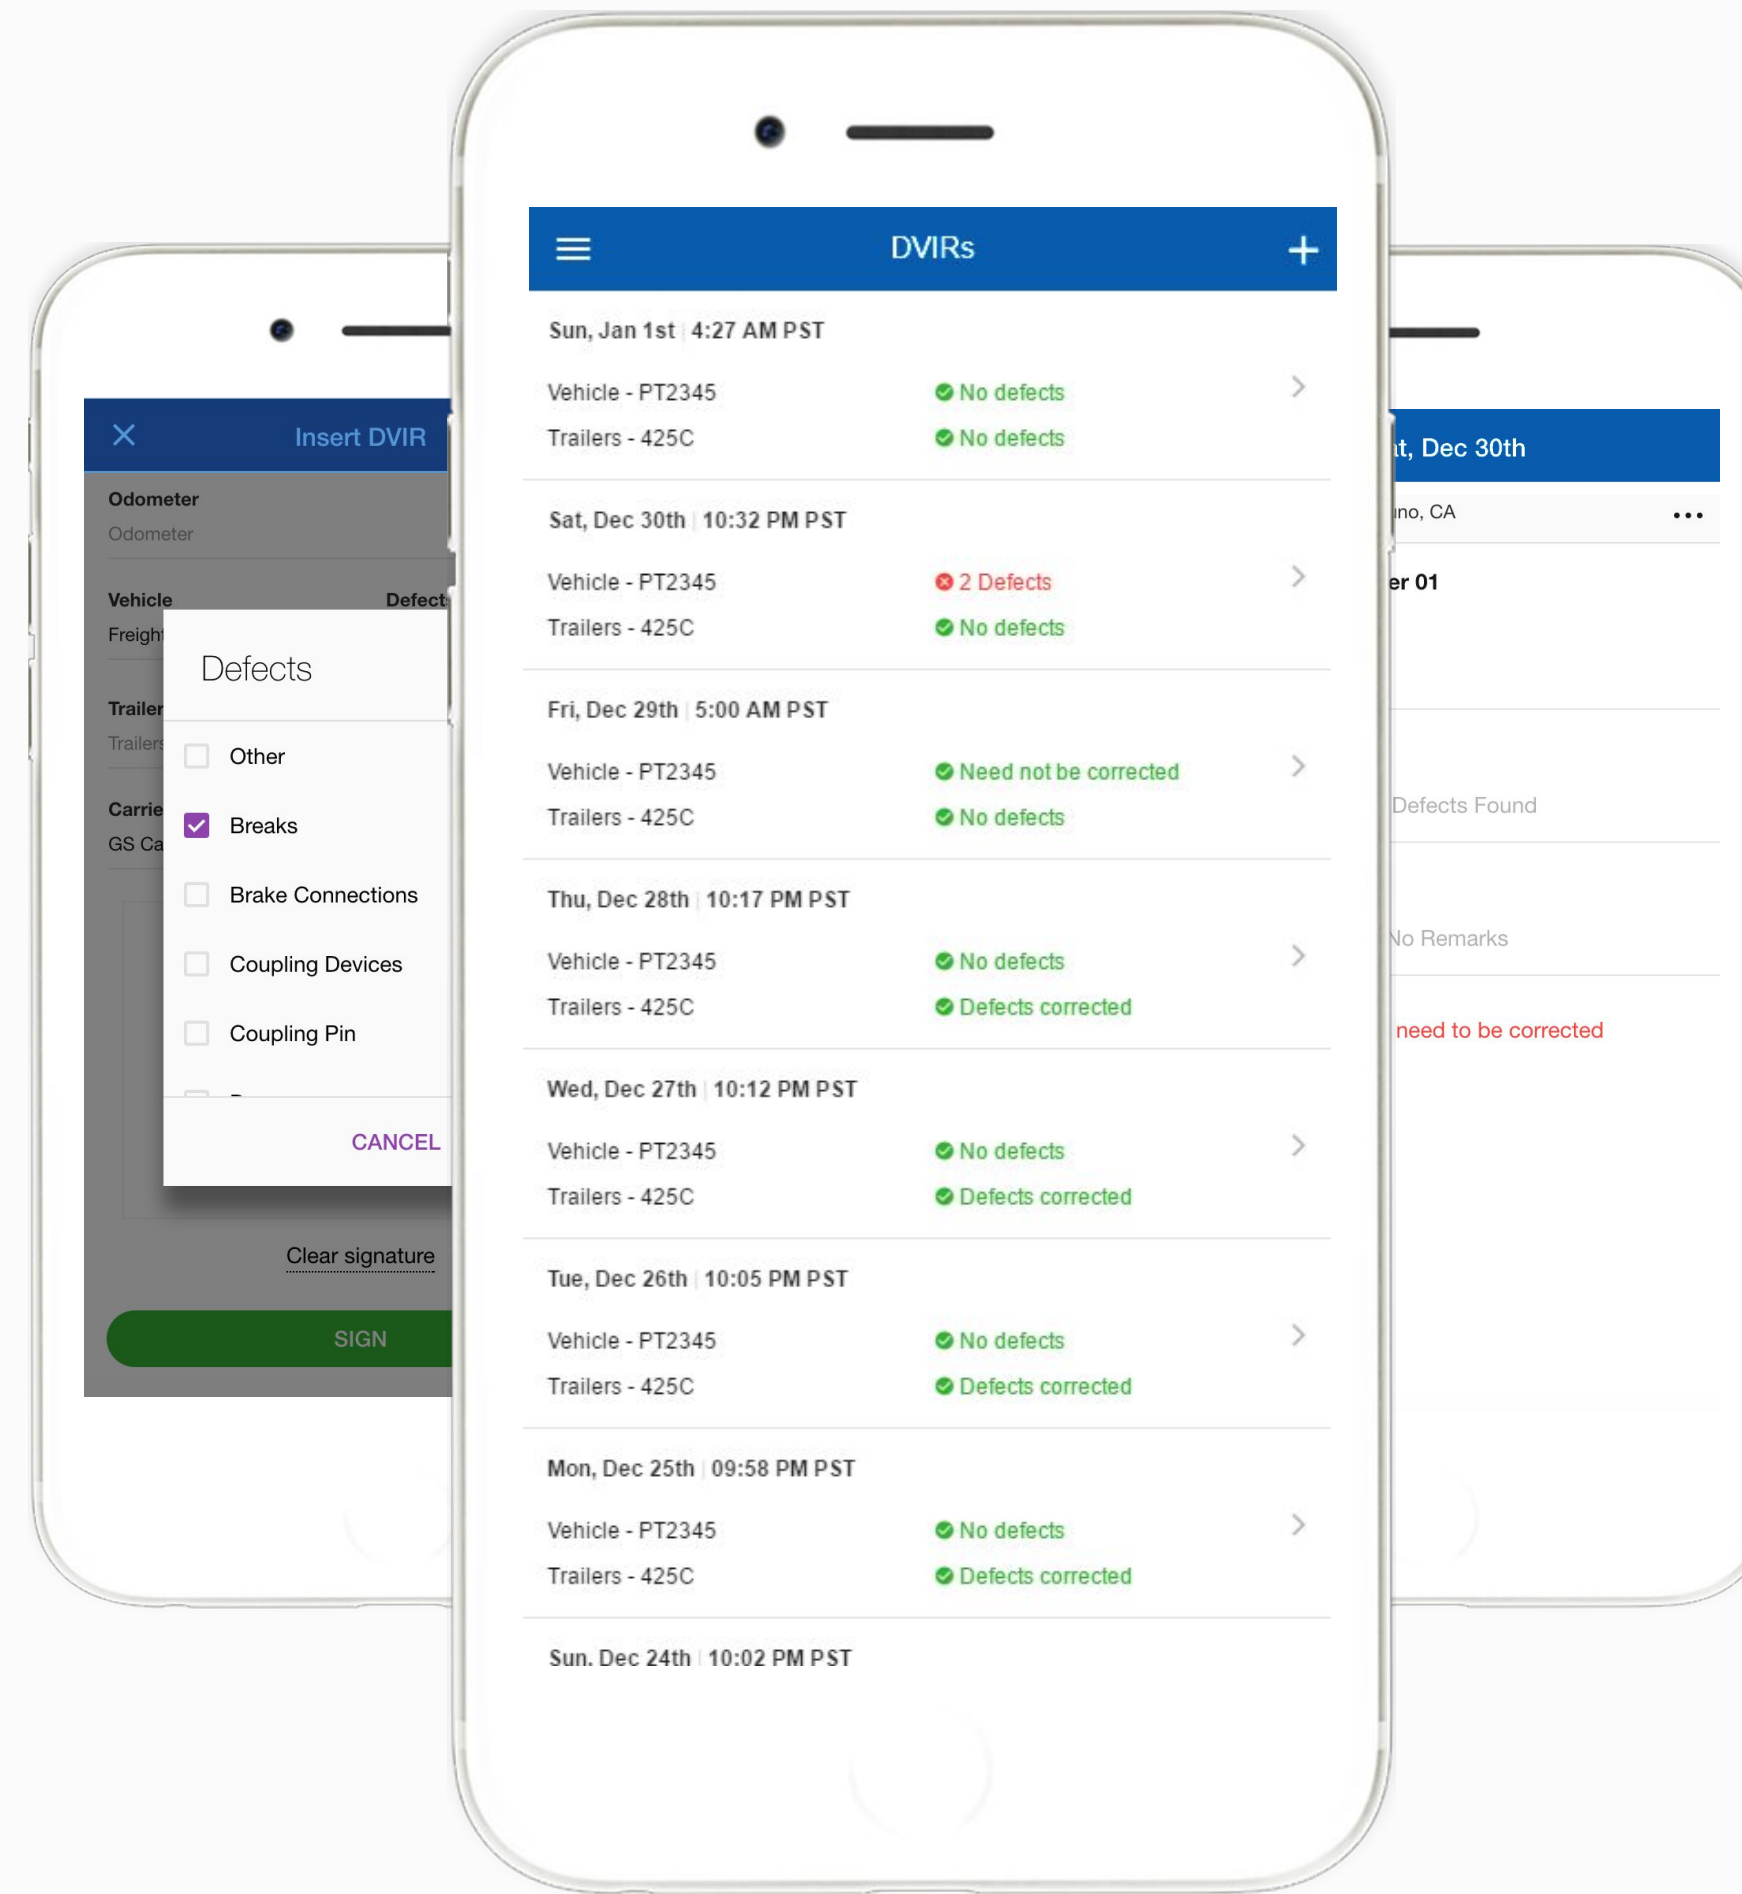 Insert DVIR
Odometer
Odometer
Vehicle
Defects
Other
Breaks
Brake Connections
Coupling Devices
Coupling Pin
CANCEL
Clear signature
SIGN
DVIRs
Sun, Jan 1st | 4:27 AM PST
Vehicle - PT2345 No defects
Trailers - 425C No defects
Sat, Dec 30th | 10:32 PM PST
Vehicle - PT2345 2 Defects
Trailers - 425C No defects
Fri, Dec 29th | 5:00 AM PST
Vehicle - PT2345 Need not be corrected
Trailers - 425C No defects
Thu, Dec 28th | 10:17 PM PST
Vehicle - PT2345 No defects
Trailers - 425C Defects corrected
Wed, Dec 27th | 10:12 PM PST
Vehicle - PT2345 No defects
Trailers - 425C Defects corrected
Tue, Dec 26th | 10:05 PM PST
Vehicle - PT2345 No defects
Trailers - 425C Defects corrected
Mon, Dec 25th | 09:58 PM PST
Vehicle - PT2345 No defects
Trailers - 425C Defects corrected
Sun. Dec 24th | 10:02 PM PST
Dec 30th
CA
01
Defects Found
No Remarks
need to be corrected